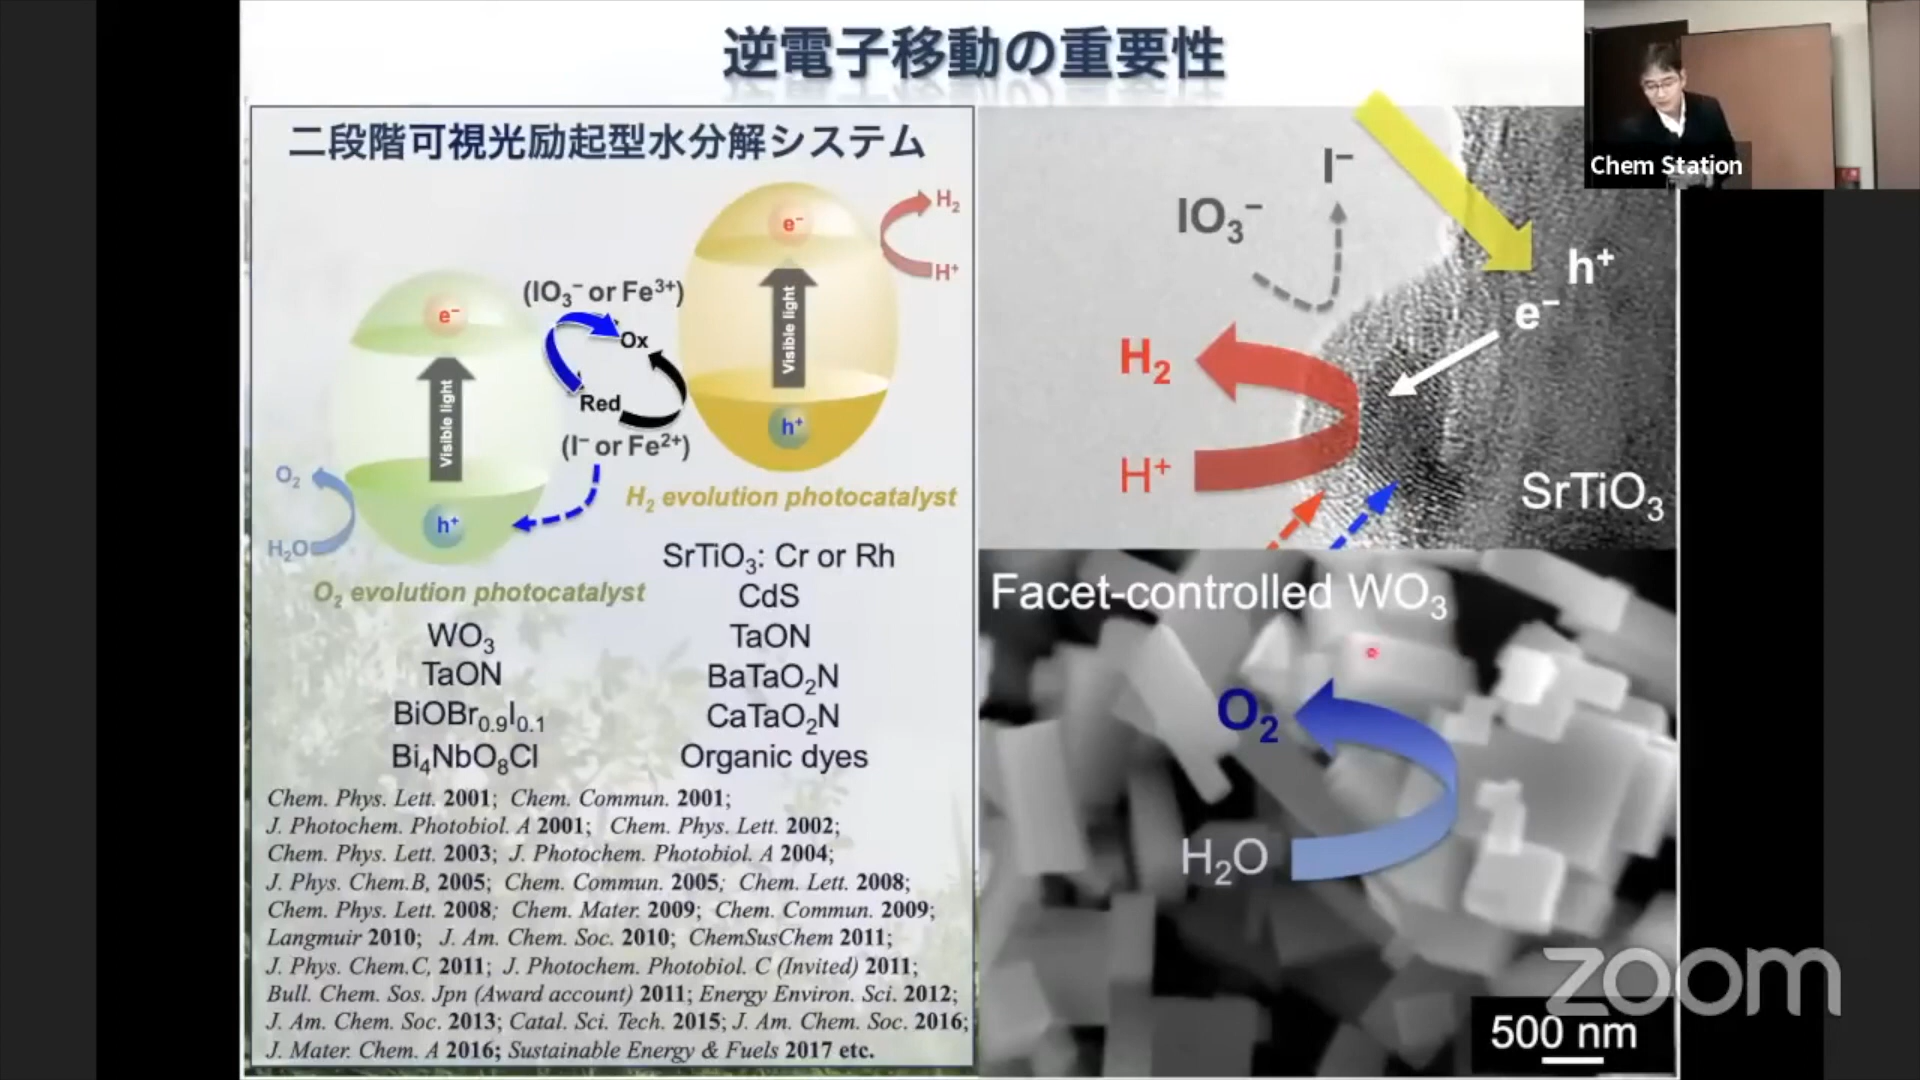 逆電子移動の重要性
Chem Station
二段階可視光励起型水分解システム
H₂
H⁺
e⁻
Visible light
h⁺
(IO₃⁻ or Fe³⁺)
Ox
Red
(I⁻ or Fe²⁺)
e⁻
Visible light
h⁺
O₂
H₂O
H₂ evolution photocatalyst
SrTiO₃: Cr or Rh
CdS
TaON
BaTaO₂N
CaTaO₂N
Organic dyes
O₂ evolution photocatalyst
WO₃
TaON
BiOBr₀.₉I₀.₁
Bi₄NbO₈Cl
Chem. Phys. Lett. 2001; Chem. Commun. 2001;
J. Photochem. Photobiol. A 2001; Chem. Phys. Lett. 2002;
Chem. Phys. Lett. 2003; J. Photochem. Photobiol. A 2004;
J. Phys. Chem.B, 2005; Chem. Commun. 2005; Chem. Lett. 2008;
Chem. Phys. Lett. 2008; Chem. Mater. 2009; Chem. Commun. 2009;
Langmuir 2010; J. Am. Chem. Soc. 2010; ChemSusChem 2011;
J. Phys. Chem.C, 2011; J. Photochem. Photobiol. C (Invited) 2011;
Bull. Chem. Sos. Jpn (Award account) 2011; Energy Environ. Sci. 2012;
J. Am. Chem. Soc. 2013; Catal. Sci. Tech. 2015; J. Am. Chem. Soc. 2016;
J. Mater. Chem. A 2016; Sustainable Energy & Fuels 2017 etc.
I⁻
IO₃⁻
h⁺
e⁻
H₂
H⁺
SrTiO₃
Facet-controlled WO₃
O₂
H₂O
zoom
500 nm